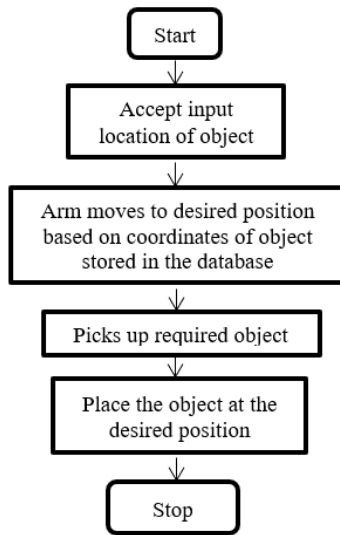 Start
Accept input
location of object
Arm moves to desired position
based on coordinates of object
stored in the database
Picks up required object
Place the object at the
desired position
Stop